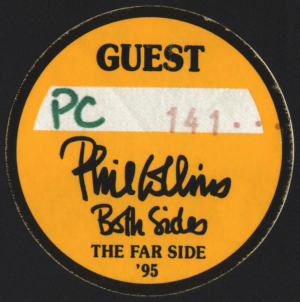 GUEST
PC 141··
Phil Collins
Both Sides
THE FAR SIDE
'95